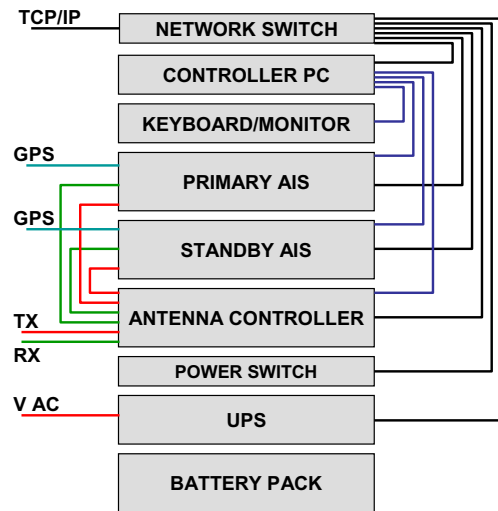 TCP/IP
NETWORK SWITCH
CONTROLLER PC
KEYBOARD/MONITOR
GPS
PRIMARY AIS
GPS
STANDBY AIS
ANTENNA CONTROLLER
TX
RX
POWER SWITCH
V AC
UPS
BATTERY PACK